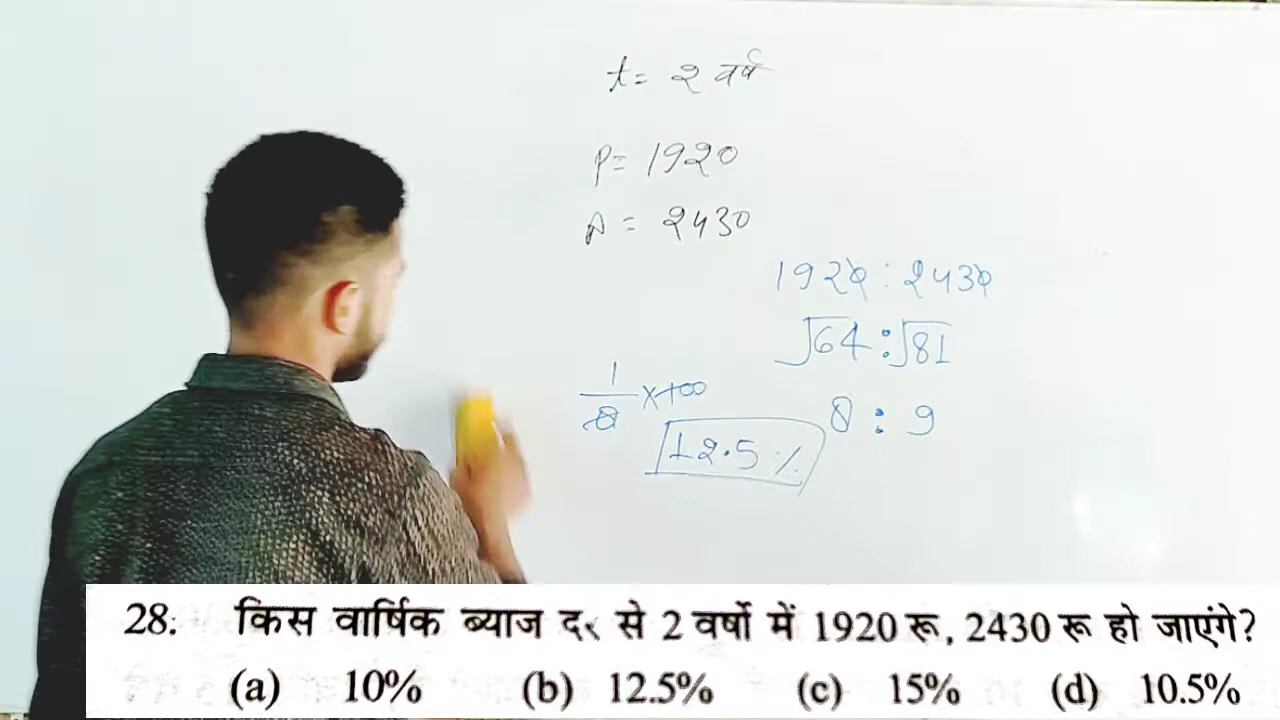 t = 2 वर्ष
P = 1920
A = 2430
1920 : 2430
√64 : √81
8 : 9
1/8 × 100
12.5 %
28. किस वार्षिक ब्याज दर से 2 वर्षो में 1920 रू, 2430 रू हो जाएंगे?
(a) 10% (b) 12.5% (c) 15% (d) 10.5%